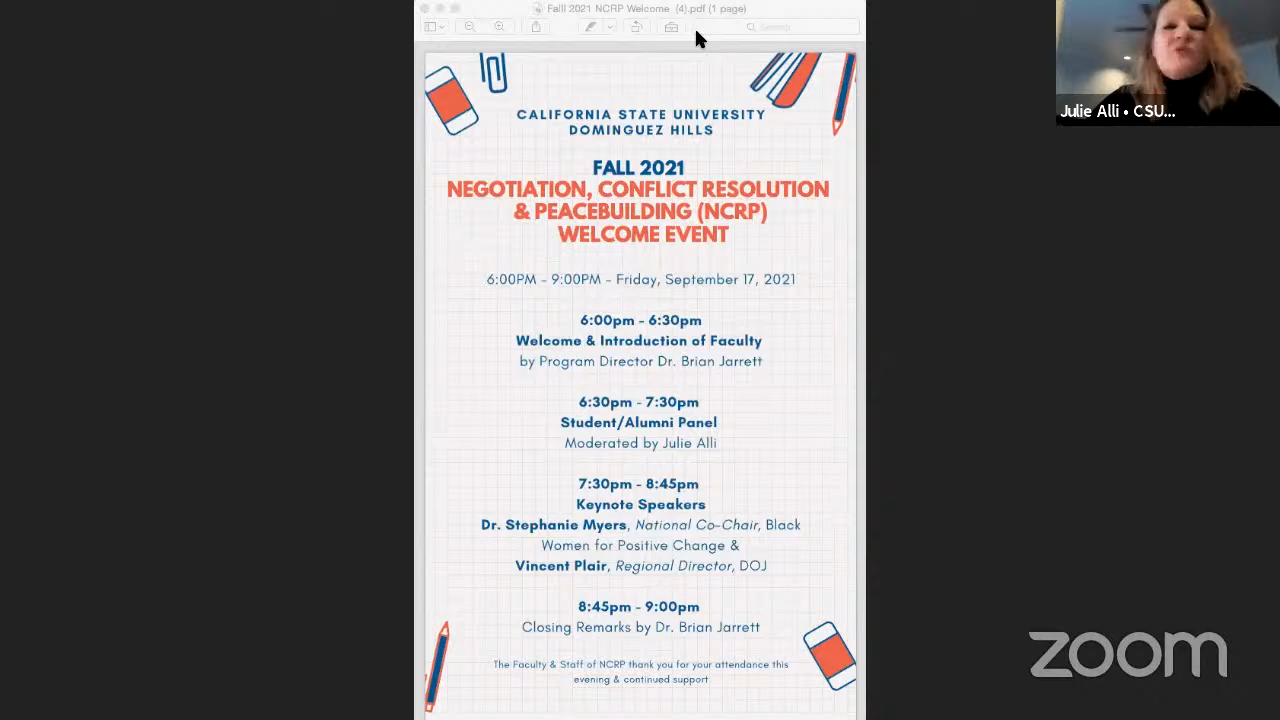 Falll 2021 NCRP Welcome (4).pdf (1 page)
Search
CALIFORNIA STATE UNIVERSITY
DOMINGUEZ HILLS
FALL 2021
NEGOTIATION, CONFLICT RESOLUTION
& PEACEBUILDING (NCRP)
WELCOME EVENT
6:00PM - 9:00PM - Friday, September 17, 2021
6:00pm - 6:30pm
Welcome & Introduction of Faculty
by Program Director Dr. Brian Jarrett
6:30pm - 7:30pm
Student/Alumni Panel
Moderated by Julie Alli
7:30pm - 8:45pm
Keynote Speakers
Dr. Stephanie Myers, National Co-Chair, Black
Women for Positive Change &
Vincent Plair, Regional Director, DOJ
8:45pm - 9:00pm
Closing Remarks by Dr. Brian Jarrett
The Faculty & Staff of NCRP thank you for your attendance this
evening & continued support
Julie Alli • CSU...
zoom